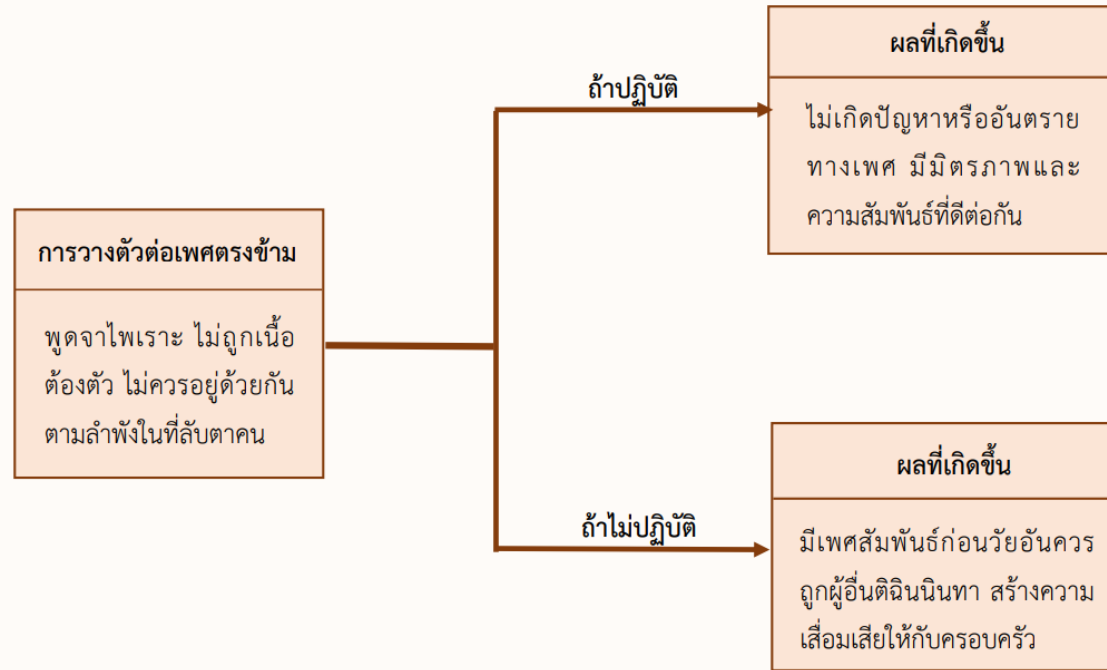 ผลที่เกิดขึ้น
ถ้าปฏิบัติ
ไม่เกิดปัญหาหรืออันตราย
ทางเพศ มีมิตรภาพและ
ความสัมพันธ์ที่ดีต่อกัน
การวางตัวต่อเพศตรงข้าม
พูดจาไพเราะ ไม่ถูกเนื้อ
ต้องตัว ไม่ควรอยู่ด้วยกัน
ตามลำพังในที่ลับตาคน
ผลที่เกิดขึ้น
ถ้าไม่ปฏิบัติ
มีเพศสัมพันธ์ก่อนวัยอันควร
ถูกผู้อื่นติฉินนินทา สร้างความ
เสื่อมเสียให้กับครอบครัว